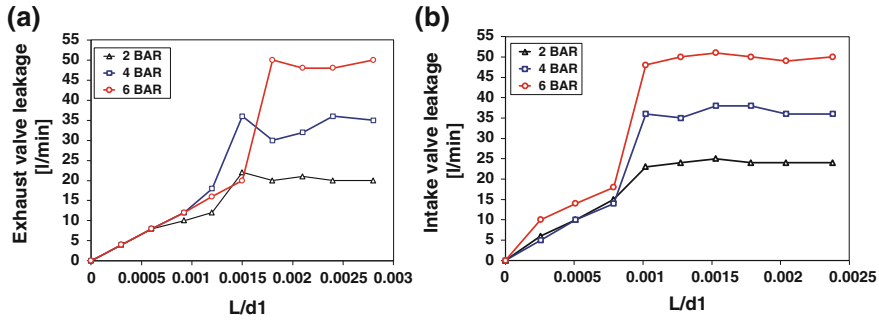 (a)
Exhaust valve leakage
[l/min]
55
50
45
40
35
30
25
20
15
10
5
0
2 BAR
4 BAR
6 BAR
0
0.0005
0.001
0.0015
0.002
0.0025
0.003
L/d1
(b)
Intake valve leakage
[l/min]
55
50
45
40
35
30
25
20
15
10
5
0
2 BAR
4 BAR
6 BAR
0
0.0005
0.001
0.0015
0.002
0.0025
L/d1